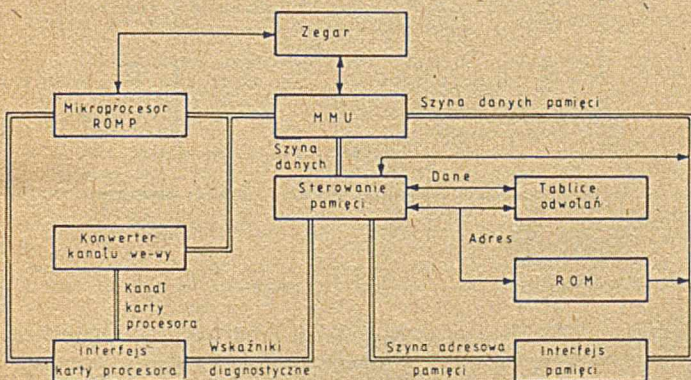 Zegar
Mikroprocesor
ROMP
MMU
Szyna danych pamięci
Szyna
danych
Sterowanie
pamięci
Dane
Tablice
odwołań
Adres
Konwerter
kanału we-wy
ROM
Kanał
karty
procesora
Interfejs
karty procesora
Wskaźniki
diagnostyczne
Szyna adresowa
pamięci
Interfejs
pamięci